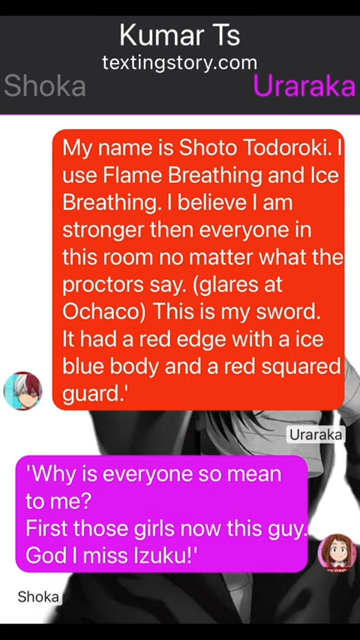 Kumar Ts
textingstory.com
Shoka
Uraraka
My name is Shoto Todoroki. I
use Flame Breathing and Ice
Breathing. I believe I am
stronger then everyone in
this room no matter what the
proctors say. (glares at
Ochaco) This is my sword.
It had a red edge with a ice
blue body and a red squared
guard.'
Uraraka
'Why is everyone so mean
to me?
First those girls now this guy.
God I miss Izuku!'
Shoka